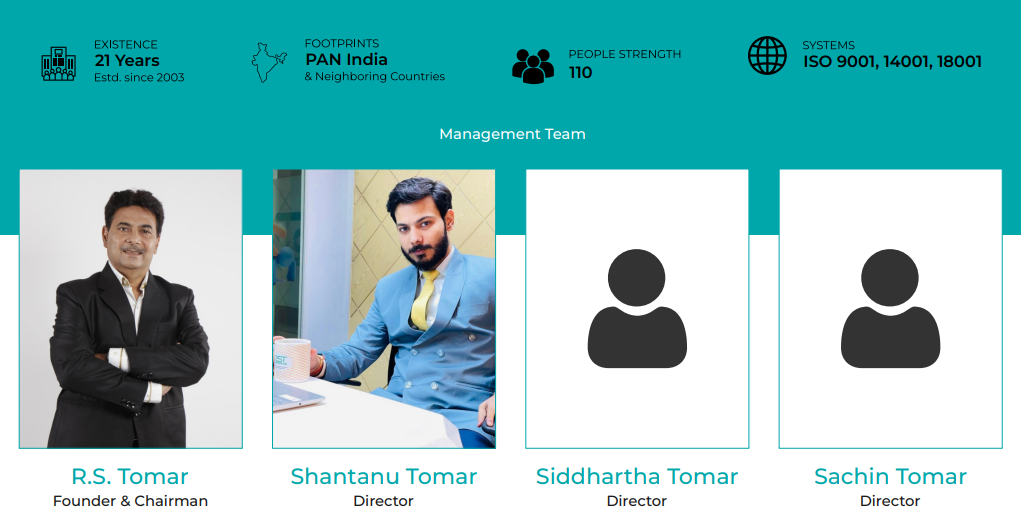 EXISTENCE
21 Years
Estd. since 2003
FOOTPRINTS
PAN India
& Neighboring Countries
PEOPLE STRENGTH
110
SYSTEMS
ISO 9001, 14001, 18001
Management Team
R.S. Tomar
Founder & Chairman
Shantanu Tomar
Director
Siddhartha Tomar
Director
Sachin Tomar
Director